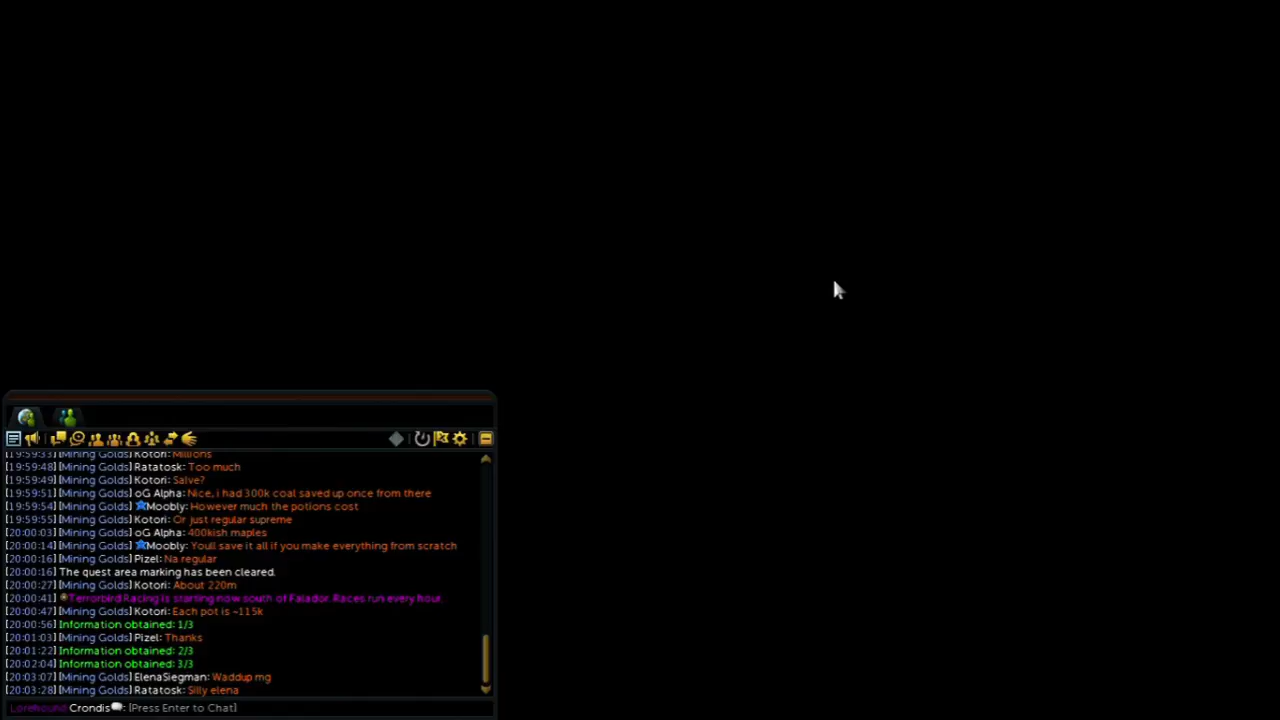 [19:59:33] [Mining Golds] Kotori: Millions
[19:59:48] [Mining Golds] Ratatosk: Too much
[19:59:49] [Mining Golds] Kotori: Salve?
[19:59:51] [Mining Golds] oG Alpha: Nice, i had 300k coal saved up once from there
[19:59:54] [Mining Golds] Moobly: However much the potions cost
[19:59:55] [Mining Golds] Kotori: Or just regular supreme
[20:00:03] [Mining Golds] oG Alpha: 400kish maples
[20:00:14] [Mining Golds] Moobly: Youll save it all if you make everything from scratch
[20:00:16] [Mining Golds] Pizel: Na regular
[20:00:16] The quest area marking has been cleared.
[20:00:27] [Mining Golds] Kotori: About 220m
[20:00:41] Terrorbird Racing is starting now south of Falador. Races run every hour.
[20:00:47] [Mining Golds] Kotori: Each pot is ~115k
[20:00:56] Information obtained: 1/3
[20:01:03] [Mining Golds] Pizel: Thanks
[20:01:22] Information obtained: 2/3
[20:02:04] Information obtained: 3/3
[20:03:07] [Mining Golds] ElenaSiegman: Waddup mg
[20:03:28] [Mining Golds] Ratatosk: Silly elena
Lorehound Crondis: [Press Enter to Chat]